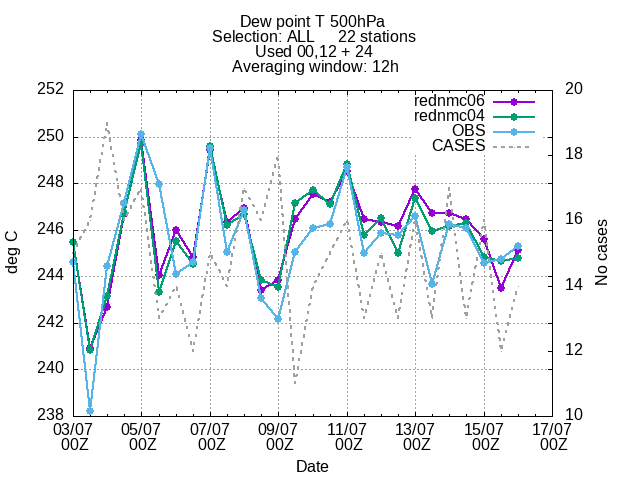 Dew point T 500hPa
Selection: ALL 22 stations
Used 00,12 + 24
Averaging window: 12h
rednmc06
rednmc04
OBS
CASES
deg C
252
250
248
246
244
242
240
238
No cases
20
18
16
14
12
10
03/07 05/07 07/07 09/07 11/07 13/07 15/07 17/07
00Z 00Z 00Z 00Z 00Z 00Z 00Z 00Z
Date